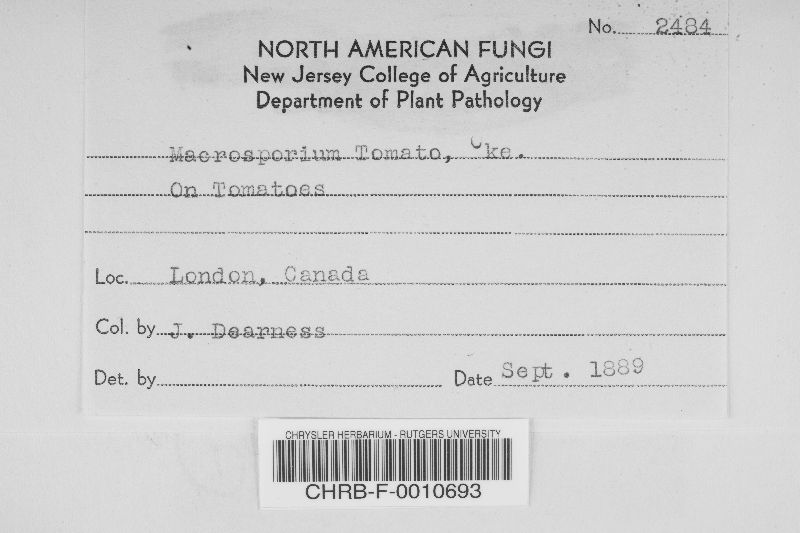 No. 2484
NORTH AMERICAN FUNGI
New Jersey College of Agriculture
Department of Plant Pathology
Macrosporium Tomato, Cke.
On Tomatoes
Loc. London, Canada
Col. by J. Dearness
Det. by
Date Sept. 1889
CHRYSLER HERBARIUM - RUTGERS UNIVERSITY
CHRB-F-0010693